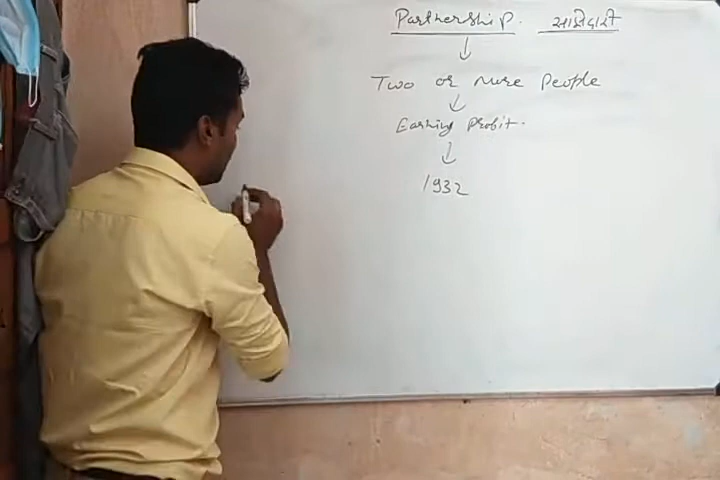 Partnership. साझेदारी
Two or more People
Earning Profit.
1932